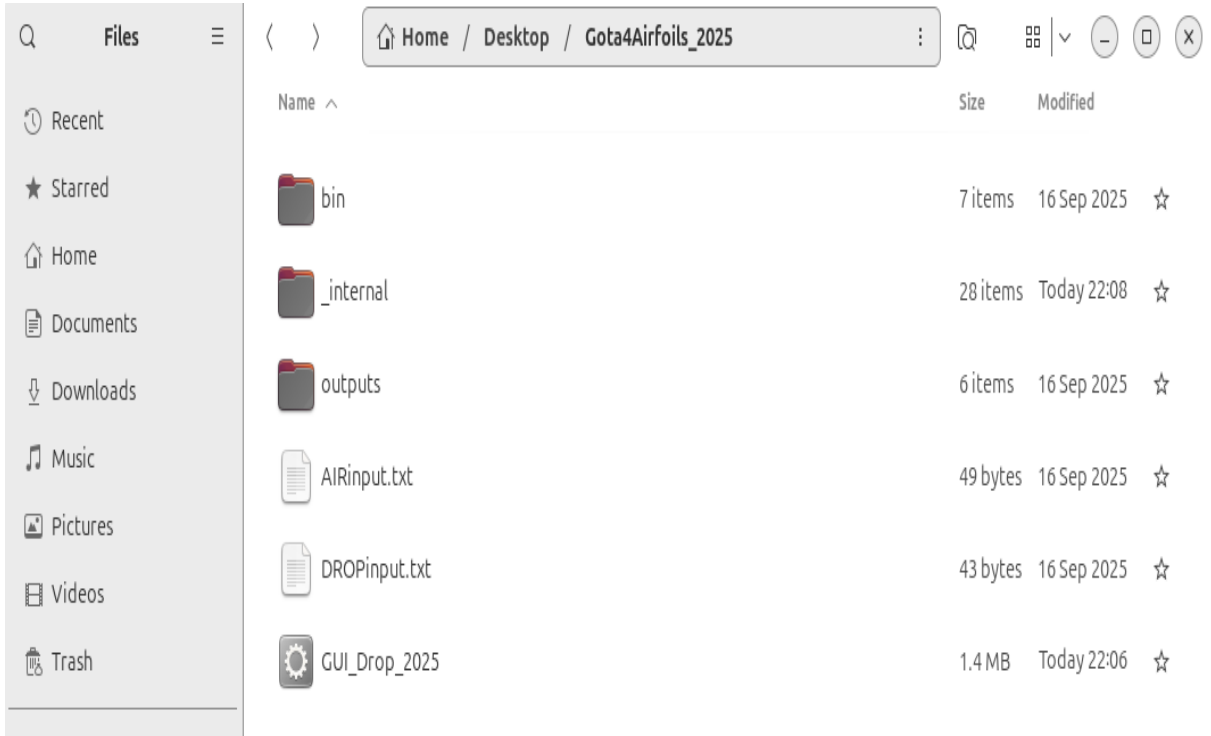 Files
Home / Desktop / Gota4Airfoils_2025
Recent
Starred
Home
Documents
Downloads
Music
Pictures
Videos
Trash
Name Size Modified
bin 7 items 16 Sep 2025
_internal 28 items Today 22:08
outputs 6 items 16 Sep 2025
AIRinput.txt 49 bytes 16 Sep 2025
DROPinput.txt 43 bytes 16 Sep 2025
GUI_Drop_2025 1.4 MB Today 22:06